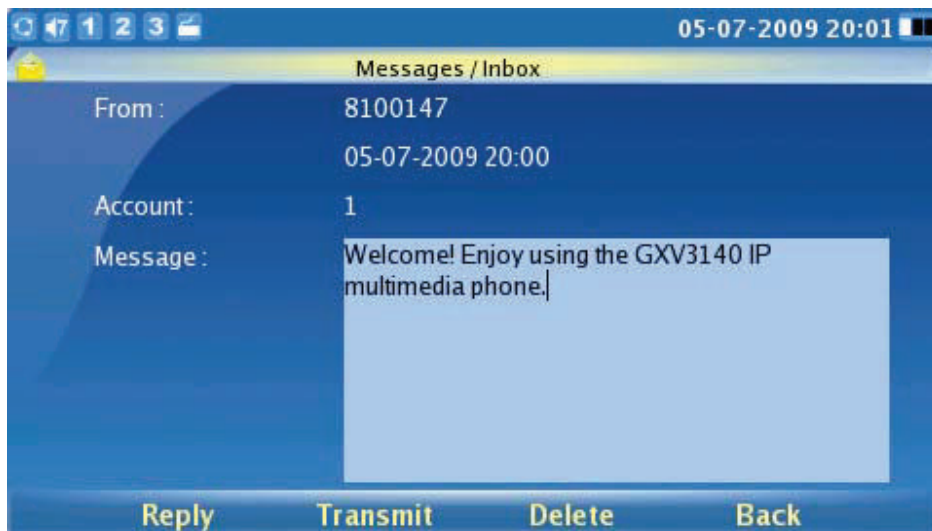 7 1 2 3 05-07-2009 20:01
Messages / Inbox
From : 8100147
05-07-2009 20:00
Account : 1
Message : Welcome! Enjoy using the GXV3140 IP
multimedia phone.
Reply Transmit Delete Back